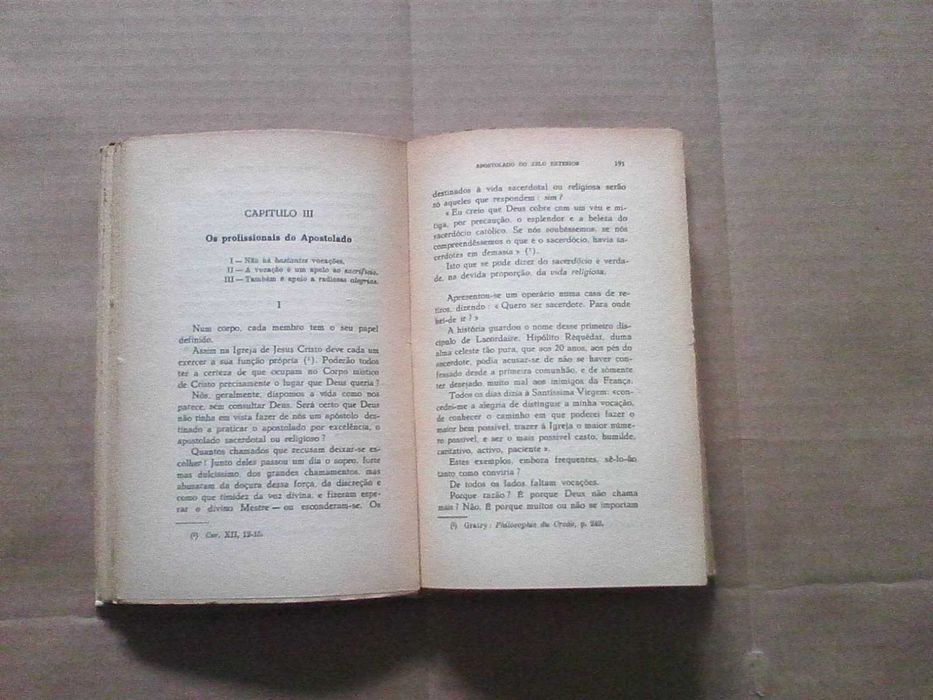 CAPITULO III
Os profissionais do Apostolado
I — Não há bastantes vocações.
II — A vocação é um apelo ao sacrifício.
III — Também é apelo a radiosas alegrias.
I
Num corpo, cada membro tem o seu papel
definido.
Assim na Igreja de Jesus Cristo deve cada um
exercer a sua função própria (¹). Poderão todos
ter a certeza de que ocupam no Corpo místico
de Cristo precisamente o lugar que Deus queria?
Nós, geralmente, dispomos a vida como nos
parece, sem consultar Deus. Será certo que Deus
não tinha em vista fazer de nós um apóstolo des-
tinado a praticar o apostolado por excelência, o
apostolado sacerdotal ou religioso?
Quantos chamados que recusam deixar-se es-
colher! Junto deles passou um dia o sopro, forte
mas dulcíssimo, dos grandes chamamentos, mas
abusaram da doçura dessa força, da discreção e
como que timidez da voz divina, e fizeram espe-
rar o divino Mestre — ou esconderam-se. Os
(¹) Cor. XII, 12-15.
APOSTOLADO DO ZELO EXTERIOR 191
destinados à vida sacerdotal ou religiosa serão
só aqueles que respondem: sim?
« Eu creio que Deus cobre com um véu e mi-
tiga, por precaução, o esplendor e a beleza do
sacerdócio católico. Se nós soubéssemos, se nós
compreendêssemos o que é o sacerdócio, havia sa-
cerdotes em demasia » (¹).
Isto que se pode dizer do sacerdócio é verda-
de, na devida proporção, da vida religiosa.
Apresentou-se um operário numa casa de re-
tiros, dizendo: « Quero ser sacerdote. Para onde
hei-de ir? »
A história guardou o nome desse primeiro dis-
cípulo de Lacordaire, Hipólito Réquédat, duma
alma celeste tão pura, que aos 20 anos, aos pés do
sacerdote, podia acusar-se de não se haver con-
fessado desde a primeira comunhão, e de sòmente
ter desejado muito mal aos inimigos da França.
Todos os dias dizia à Santíssima Virgem: «con-
cedei-me a alegria de distinguir a minha vocação,
de conhecer o caminho em que poderei fazer o
maior bem possível, trazer à Igreja o maior núme-
ro possível, e ser o mais possível casto, humilde,
caritativo, activo, paciente ».
Estes exemplos, embora frequentes, sê-lo-ão
tanto como conviria?
De todos os lados, faltam vocações.
Porque razão? É porque Deus não chama
mais? Não. É porque muitos ou não se importam
(¹) Gratry: Philosophie du Credo, p. 242.